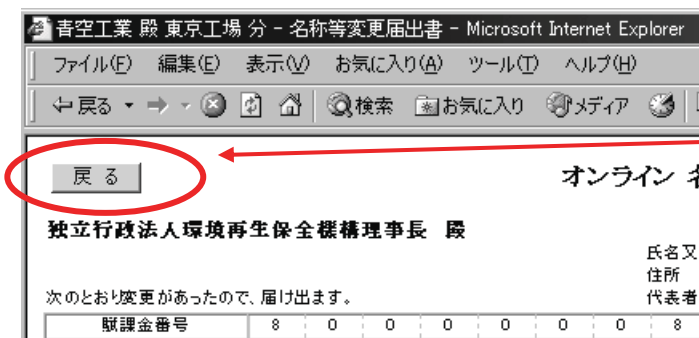 青空工業 殿 東京工場 分 - 名称等変更届出書 - Microsoft Internet Explorer
ファイル(F) 編集(E) 表示(V) お気に入り(A) ツール(T) ヘルプ(H)
戻る 検索 お気に入り メディア
戻 る
オンライン
独立行政法人環境再生保全機構理事長 殿
氏名又
住所
次のとおり変更があったので、届け出ます。
代表者
賦課金番号 8 0 0 0 0 0 0 8